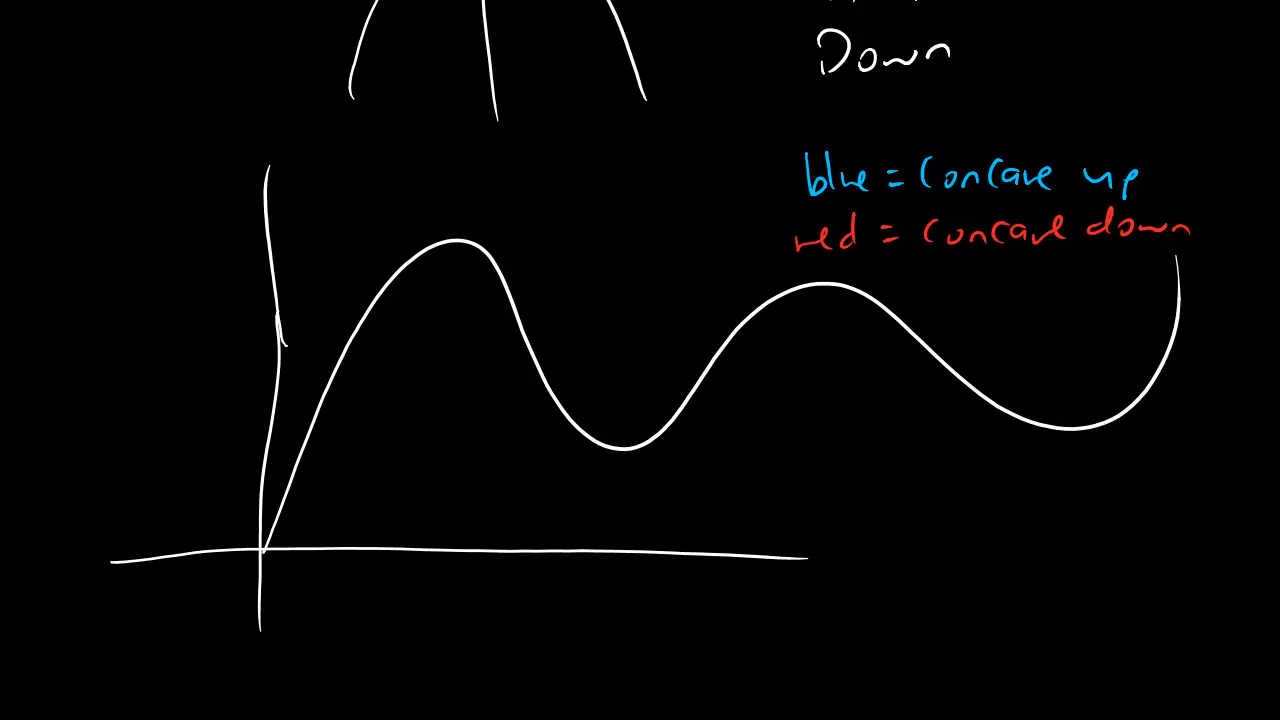 Down
blue = concave up
red = concave down